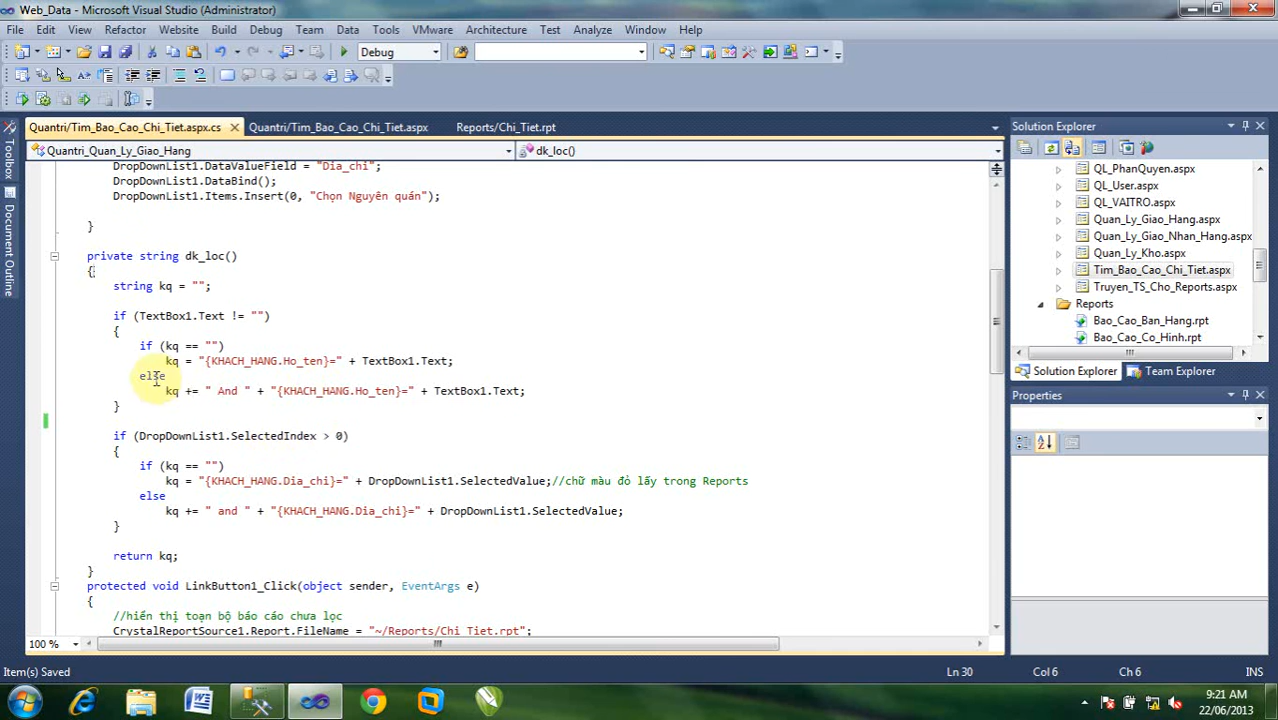 Web_Data - Microsoft Visual Studio (Administrator)
File Edit View Refactor Website Build Debug Team Data Tools VMware Architecture Test Analyze Window Help
Debug
Quantri/Tim_Bao_Cao_Chi_Tiet.aspx.cs Quantri/Tim_Bao_Cao_Chi_Tiet.aspx Reports/Chi_Tiet.rpt
Quantri_Quan_Ly_Giao_Hang dk_loc()
DropDownList1.DataValueField = "Dia_chi";
DropDownList1.DataBind();
DropDownList1.Items.Insert(0, "Chọn Nguyên quán");
}
private string dk_loc()
{
string kq = "";
if (TextBox1.Text != "")
{
if (kq == "")
kq = "{KHACH_HANG.Ho_ten}=" + TextBox1.Text;
else
kq += " And " + "{KHACH_HANG.Ho_ten}=" + TextBox1.Text;
}
if (DropDownList1.SelectedIndex > 0)
{
if (kq == "")
kq = "{KHACH_HANG.Dia_chi}=" + DropDownList1.SelectedValue;//chữ màu đỏ lấy trong Reports
else
kq += " and " + "{KHACH_HANG.Dia_chi}=" + DropDownList1.SelectedValue;
}
return kq;
}
protected void LinkButton1_Click(object sender, EventArgs e)
{
//hiển thị toạn bộ báo cáo chưa lọc
CrystalReportSource1.Report.FileName = "~/Reports/Chi_Tiet.rpt";
100 %
Toolbox
Document Outline
Solution Explorer
QL_PhanQuyen.aspx
QL_User.aspx
QL_VAITRO.aspx
Quan_Ly_Giao_Hang.aspx
Quan_Ly_Giao_Nhan_Hang.aspx
Quan_Ly_Kho.aspx
Tim_Bao_Cao_Chi_Tiet.aspx
Truyen_TS_Cho_Reports.aspx
Reports
Bao_Cao_Ban_Hang.rpt
Bao_Cao_Co_Hinh.rpt
Solution Explorer Team Explorer
Properties
Item(s) Saved Ln 30 Col 6 Ch 6 INS
9:21 AM
22/06/2013